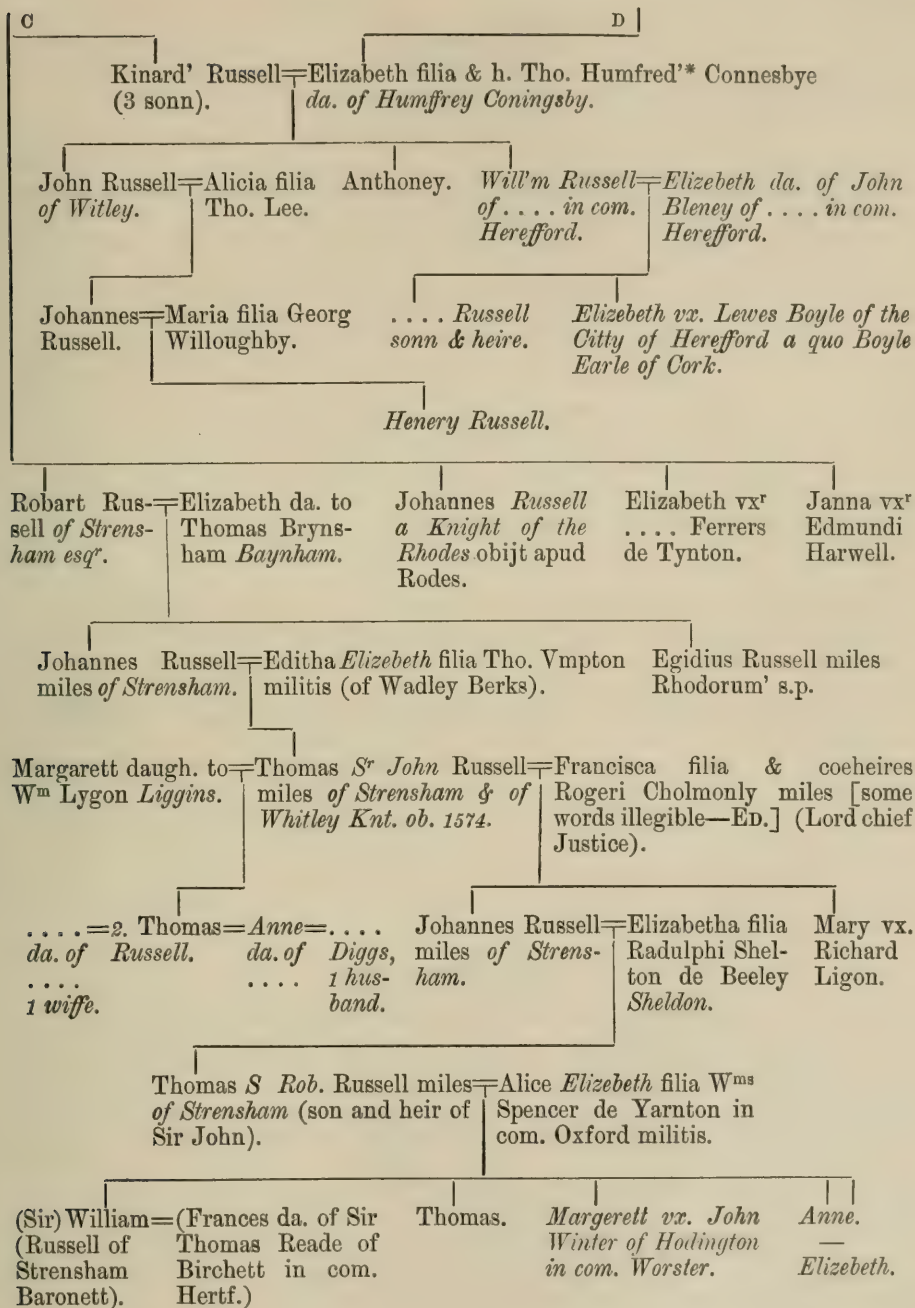 C D
Kinard' Russell=Elizabeth filia & h. Tho. Humfred'* Connesbye
(3 sonn). da. of Humffrey Coningsby.
John Russell=Alicia filia Anthoney. Will'm Russell=Elizebeth da. of John
of Witley. Tho. Lee. of .... in com. Bleney of .... in com.
Herefford. Herefford.
Johannes=Maria filia Georg .... Russell Elizebeth vx. Lewes Boyle of the
Russell. Willoughby. sonn & heire. Citty of Herefford a quo Boyle
Earle of Cork.
Henery Russell.
Robart Rus-=Elizabeth da. to Johannes Russell Elizabeth vxʳ Janna vxʳ
sell of Strens- Thomas Bryns- a Knight of the .... Ferrers Edmundi
ham esqʳ. ham Baynham. Rhodes obijt apud de Tynton. Harwell.
Rodes.
Johannes Russell=Editha Elizebeth filia Tho. Vmpton Egidius Russell miles
miles of Strensham. militis (of Wadley Berks). Rhodorum' s.p.
Margarett daugh. to=Thomas Sʳ John Russell=Francisca filia & coeheires
Wᵐ Lygon Liggins. miles of Strensham & of Rogeri Cholmonly miles [some
Whitley Knt. ob. 1574. words illegible—ED.] (Lord chief
Justice).
....=2. Thomas=Anne=.... Johannes Russell=Elizabetha filia Mary vx.
da. of Russell. da. of Diggs, miles of Strens- Radulphi Shel- Richard
.... .... 1 hus- ham. ton de Beeley Ligon.
1 wiffe. band. Sheldon.
Thomas S Rob. Russell miles=Alice Elizebeth filia Wᵐˢ
of Strensham (son and heir of Spencer de Yarnton in
Sir John). com. Oxford militis.
(Sir) William=(Frances da. of Sir Thomas. Margerett vx. John Anne.
(Russell of Thomas Reade of Winter of Hodington —
Strensham Birchett in com. in com. Worster. Elizebeth.
Baronett). Hertf.)